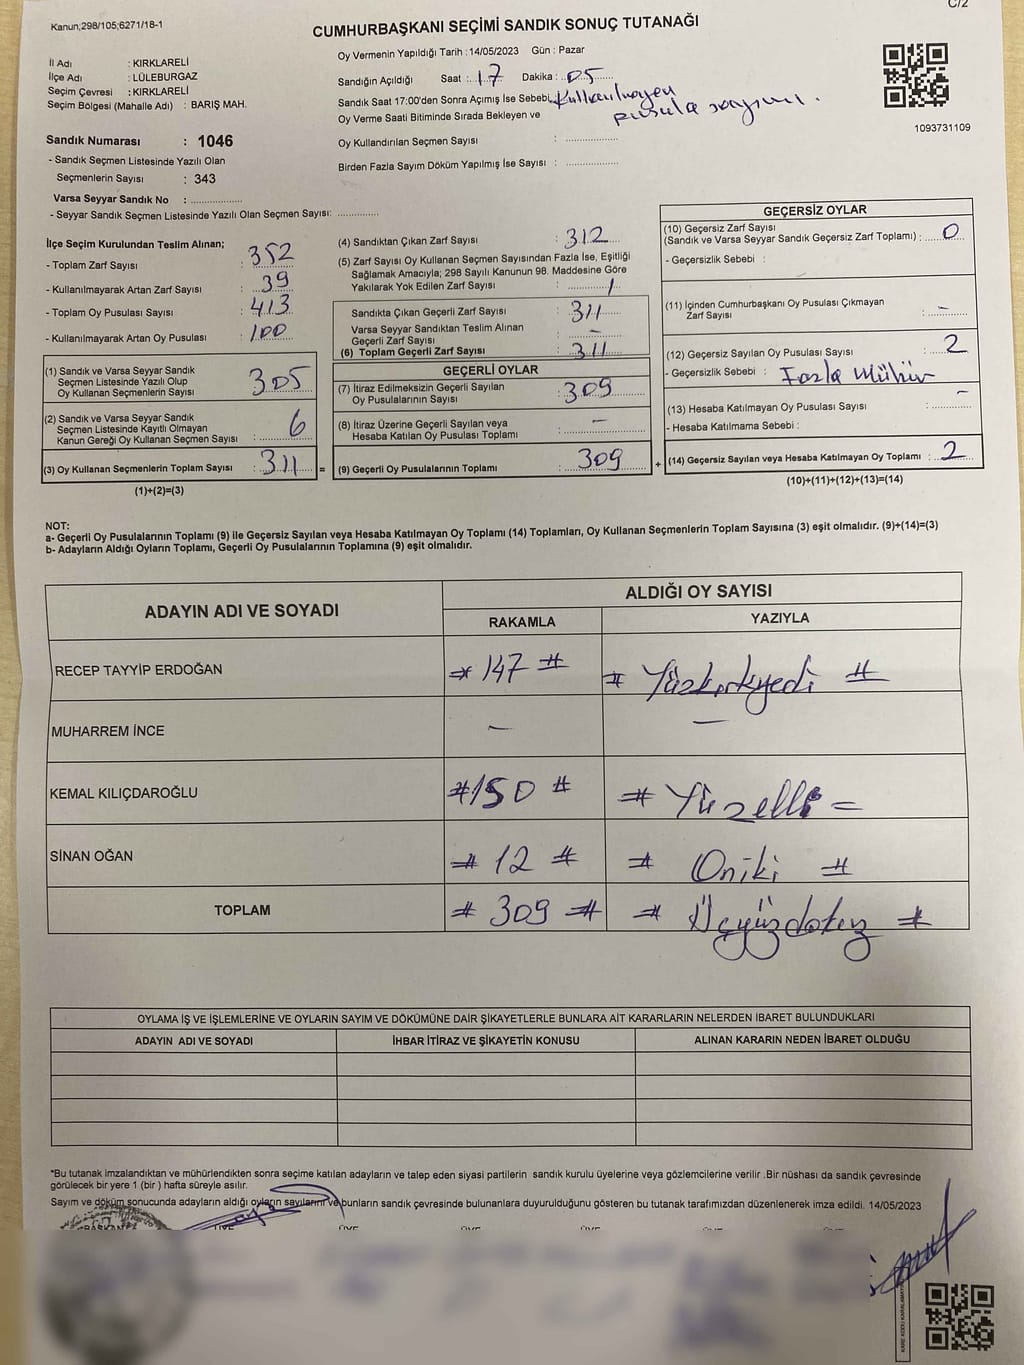 C/2
Kanun;298/105;6271/18-1
CUMHURBAŞKANI SEÇİMİ SANDIK SONUÇ TUTANAĞI
Oy Vermenin Yapıldığı Tarih :14/05/2023 Gün : Pazar
İl Adı : KIRKLARELİ
İlçe Adı : LÜLEBURGAZ
Seçim Çevresi : KIRKLARELİ
Seçim Bölgesi (Mahalle Adı) : BARIŞ MAH.
Sandığın Açıldığı Saat : 17 Dakika : 05
Sandık Saat 17:00'den Sonra Açımış İse Sebebi Kullanılmayan
pusula sayımı.
Oy Verme Saati Bitiminde Sırada Bekleyen ve
Oy Kullandırılan Seçmen Sayısı : ...............
Birden Fazla Sayım Döküm Yapılmış İse Sayısı : ...............
1093731109
Sandık Numarası : 1046
- Sandık Seçmen Listesinde Yazılı Olan
Seçmenlerin Sayısı : 343
Varsa Seyyar Sandık No : ...............
- Seyyar Sandık Seçmen Listesinde Yazılı Olan Seçmen Sayısı: ............
İlçe Seçim Kurulundan Teslim Alınan;
- Toplam Zarf Sayısı : 352
- Kullanılmayarak Artan Zarf Sayısı : 39
- Toplam Oy Pusulası Sayısı : 413
- Kullanılmayarak Artan Oy Pusulası : 100
(1) Sandık ve Varsa Seyyar Sandık
Seçmen Listesinde Yazılı Olup
Oy Kullanan Seçmenlerin Sayısı : 305
(2) Sandık ve Varsa Seyyar Sandık
Seçmen Listesinde Kayıtlı Olmayan
Kanun Gereği Oy Kullanan Seçmen Sayısı : 6
(3) Oy Kullanan Seçmenlerin Toplam Sayısı : 311 =
(1)+(2)=(3)
(4) Sandıktan Çıkan Zarf Sayısı : 312
(5) Zarf Sayısı Oy Kullanan Seçmen Sayısından Fazla İse, Eşitliği
Sağlamak Amacıyla; 298 Sayılı Kanunun 98. Maddesine Göre
Yakılarak Yok Edilen Zarf Sayısı : 1
Sandıkta Çıkan Geçerli Zarf Sayısı : 311
Varsa Seyyar Sandıktan Teslim Alınan
Geçerli Zarf Sayısı : -
(6) Toplam Geçerli Zarf Sayısı : 311
GEÇERLİ OYLAR
(7) İtiraz Edilmeksizin Geçerli Sayılan
Oy Pusulalarının Sayısı : 309
(8) İtiraz Üzerine Geçerli Sayılan veya
Hesaba Katılan Oy Pusulası Toplamı : -
(9) Geçerli Oy Pusulalarının Toplamı : 309 +
GEÇERSİZ OYLAR
(10) Geçersiz Zarf Sayısı
(Sandık ve Varsa Seyyar Sandık Geçersiz Zarf Toplamı) : 0
- Geçersizlik Sebebi :
(11) İçinden Cumhurbaşkanı Oy Pusulası Çıkmayan
Zarf Sayısı : -
(12) Geçersiz Sayılan Oy Pusulası Sayısı : 2
- Geçersizlik Sebebi : Fazla Mühür
(13) Hesaba Katılmayan Oy Pusulası Sayısı : -
- Hesaba Katılmama Sebebi :
(14) Geçersiz Sayılan veya Hesaba Katılmayan Oy Toplamı : 2
(10)+(11)+(12)+(13)=(14)
NOT:
a- Geçerli Oy Pusulalarının Toplamı (9) ile Geçersiz Sayılan veya Hesaba Katılmayan Oy Toplamı (14) Toplamları, Oy Kullanan Seçmenlerin Toplam Sayısına (3) eşit olmalıdır. (9)+(14)=(3)
b- Adayların Aldığı Oyların Toplamı, Geçerli Oy Pusulalarının Toplamına (9) eşit olmalıdır.
ADAYIN ADI VE SOYADI
ALDIĞI OY SAYISI
RAKAMLA YAZIYLA
RECEP TAYYİP ERDOĞAN # 147 # # Yüzkırkyedi #
MUHARREM İNCE - -
KEMAL KILIÇDAROĞLU # 150 # # Yüzelli =
SİNAN OĞAN # 12 # # Oniki #
TOPLAM # 309 # # Üçyüzdokuz #
OYLAMA İŞ VE İŞLEMLERİNE VE OYLARIN SAYIM VE DÖKÜMÜNE DAİR ŞİKAYETLERLE BUNLARA AİT KARARLARIN NELERDEN İBARET BULUNDUKLARI
ADAYIN ADI VE SOYADI İHBAR İTİRAZ VE ŞİKAYETİN KONUSU ALINAN KARARIN NEDEN İBARET OLDUĞU
*Bu tutanak imzalandıktan ve mühürlendikten sonra seçime katılan adayların ve talep eden siyasi partilerin sandık kurulu üyelerine veya gözlemcilerine verilir .Bir nüshası da sandık çevresinde
görülecek bir yere 1 (bir ) hafta süreyle asılır.
Sayım ve döküm sonucunda adayların aldığı oyların sayılarını ve bunların sandık çevresinde bulunanlara duyurulduğunu gösteren bu tutanak tarafımızdan düzenlenerek imza edildi. 14/05/2023
BAŞKAN ÜYE ÜYE ÜYE ÜYE ÜYE